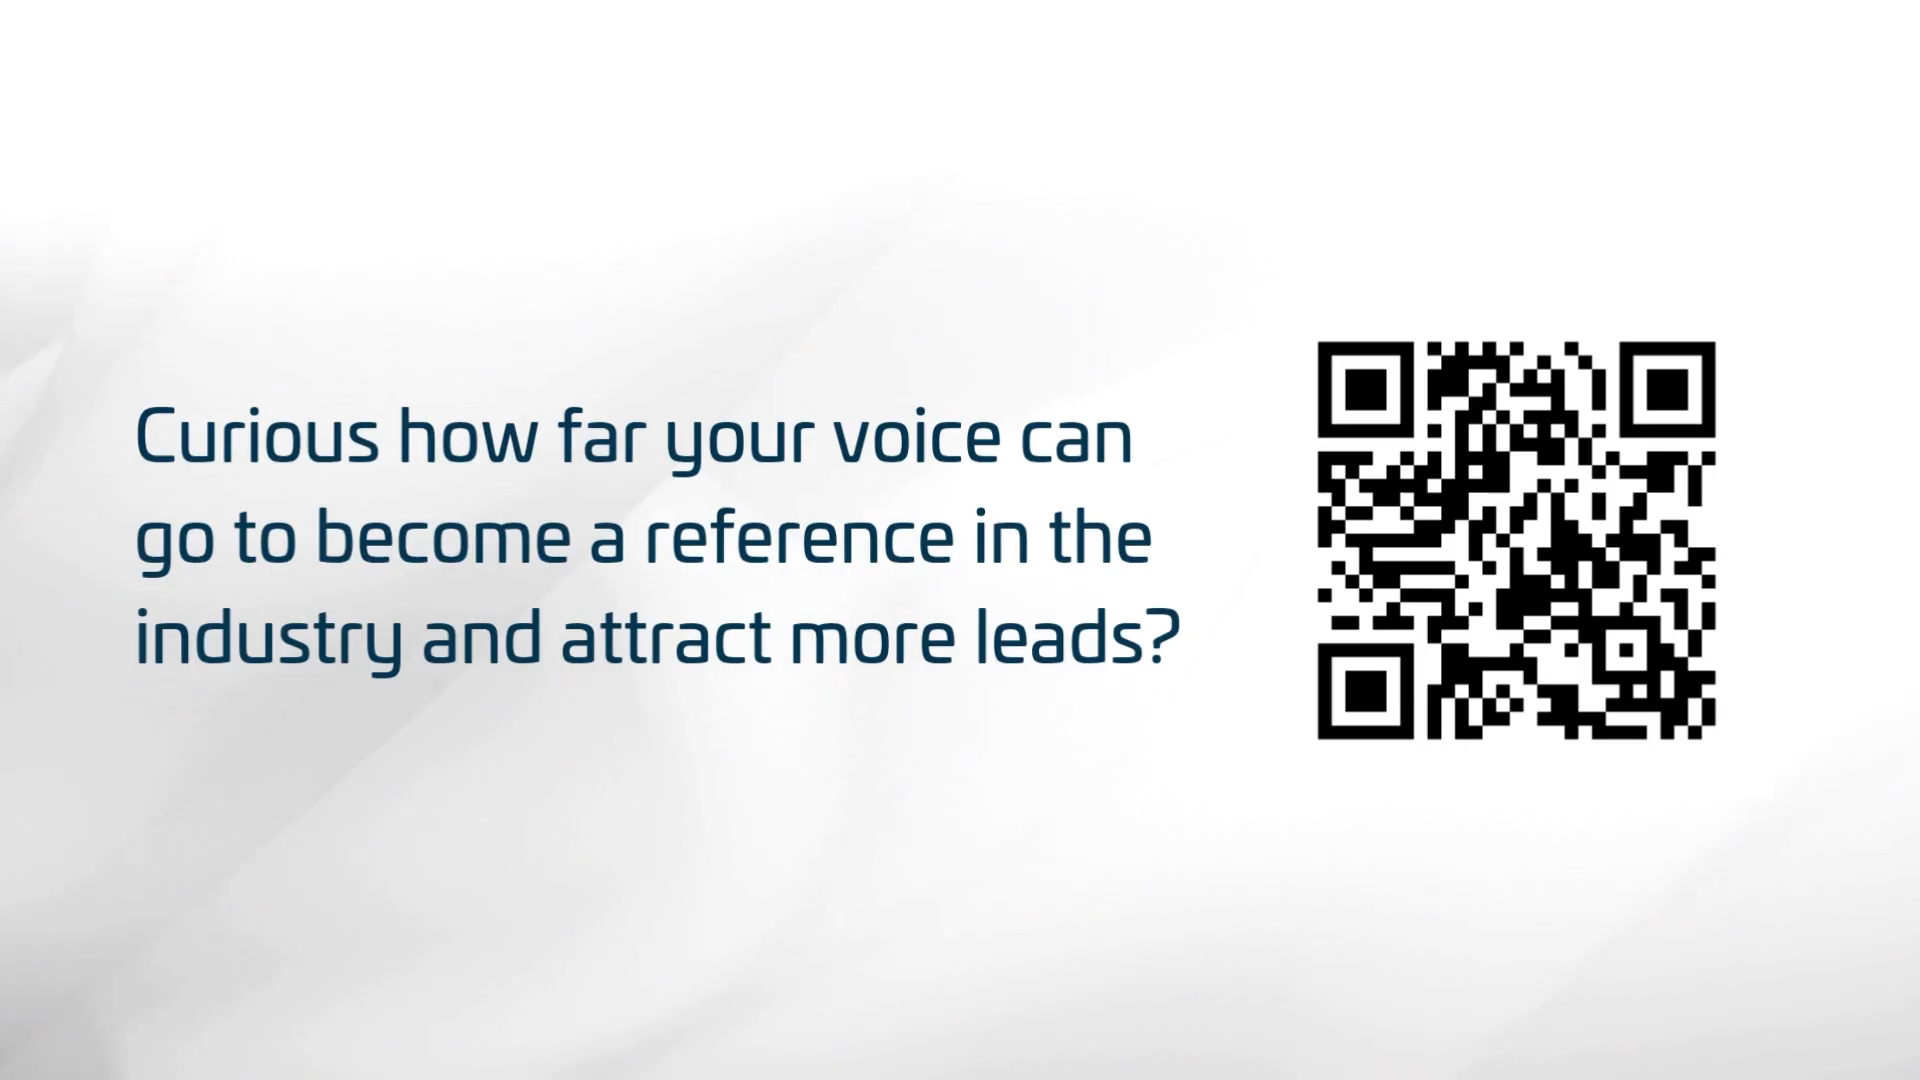 Curious how far your voice can
go to become a reference in the
industry and attract more leads?